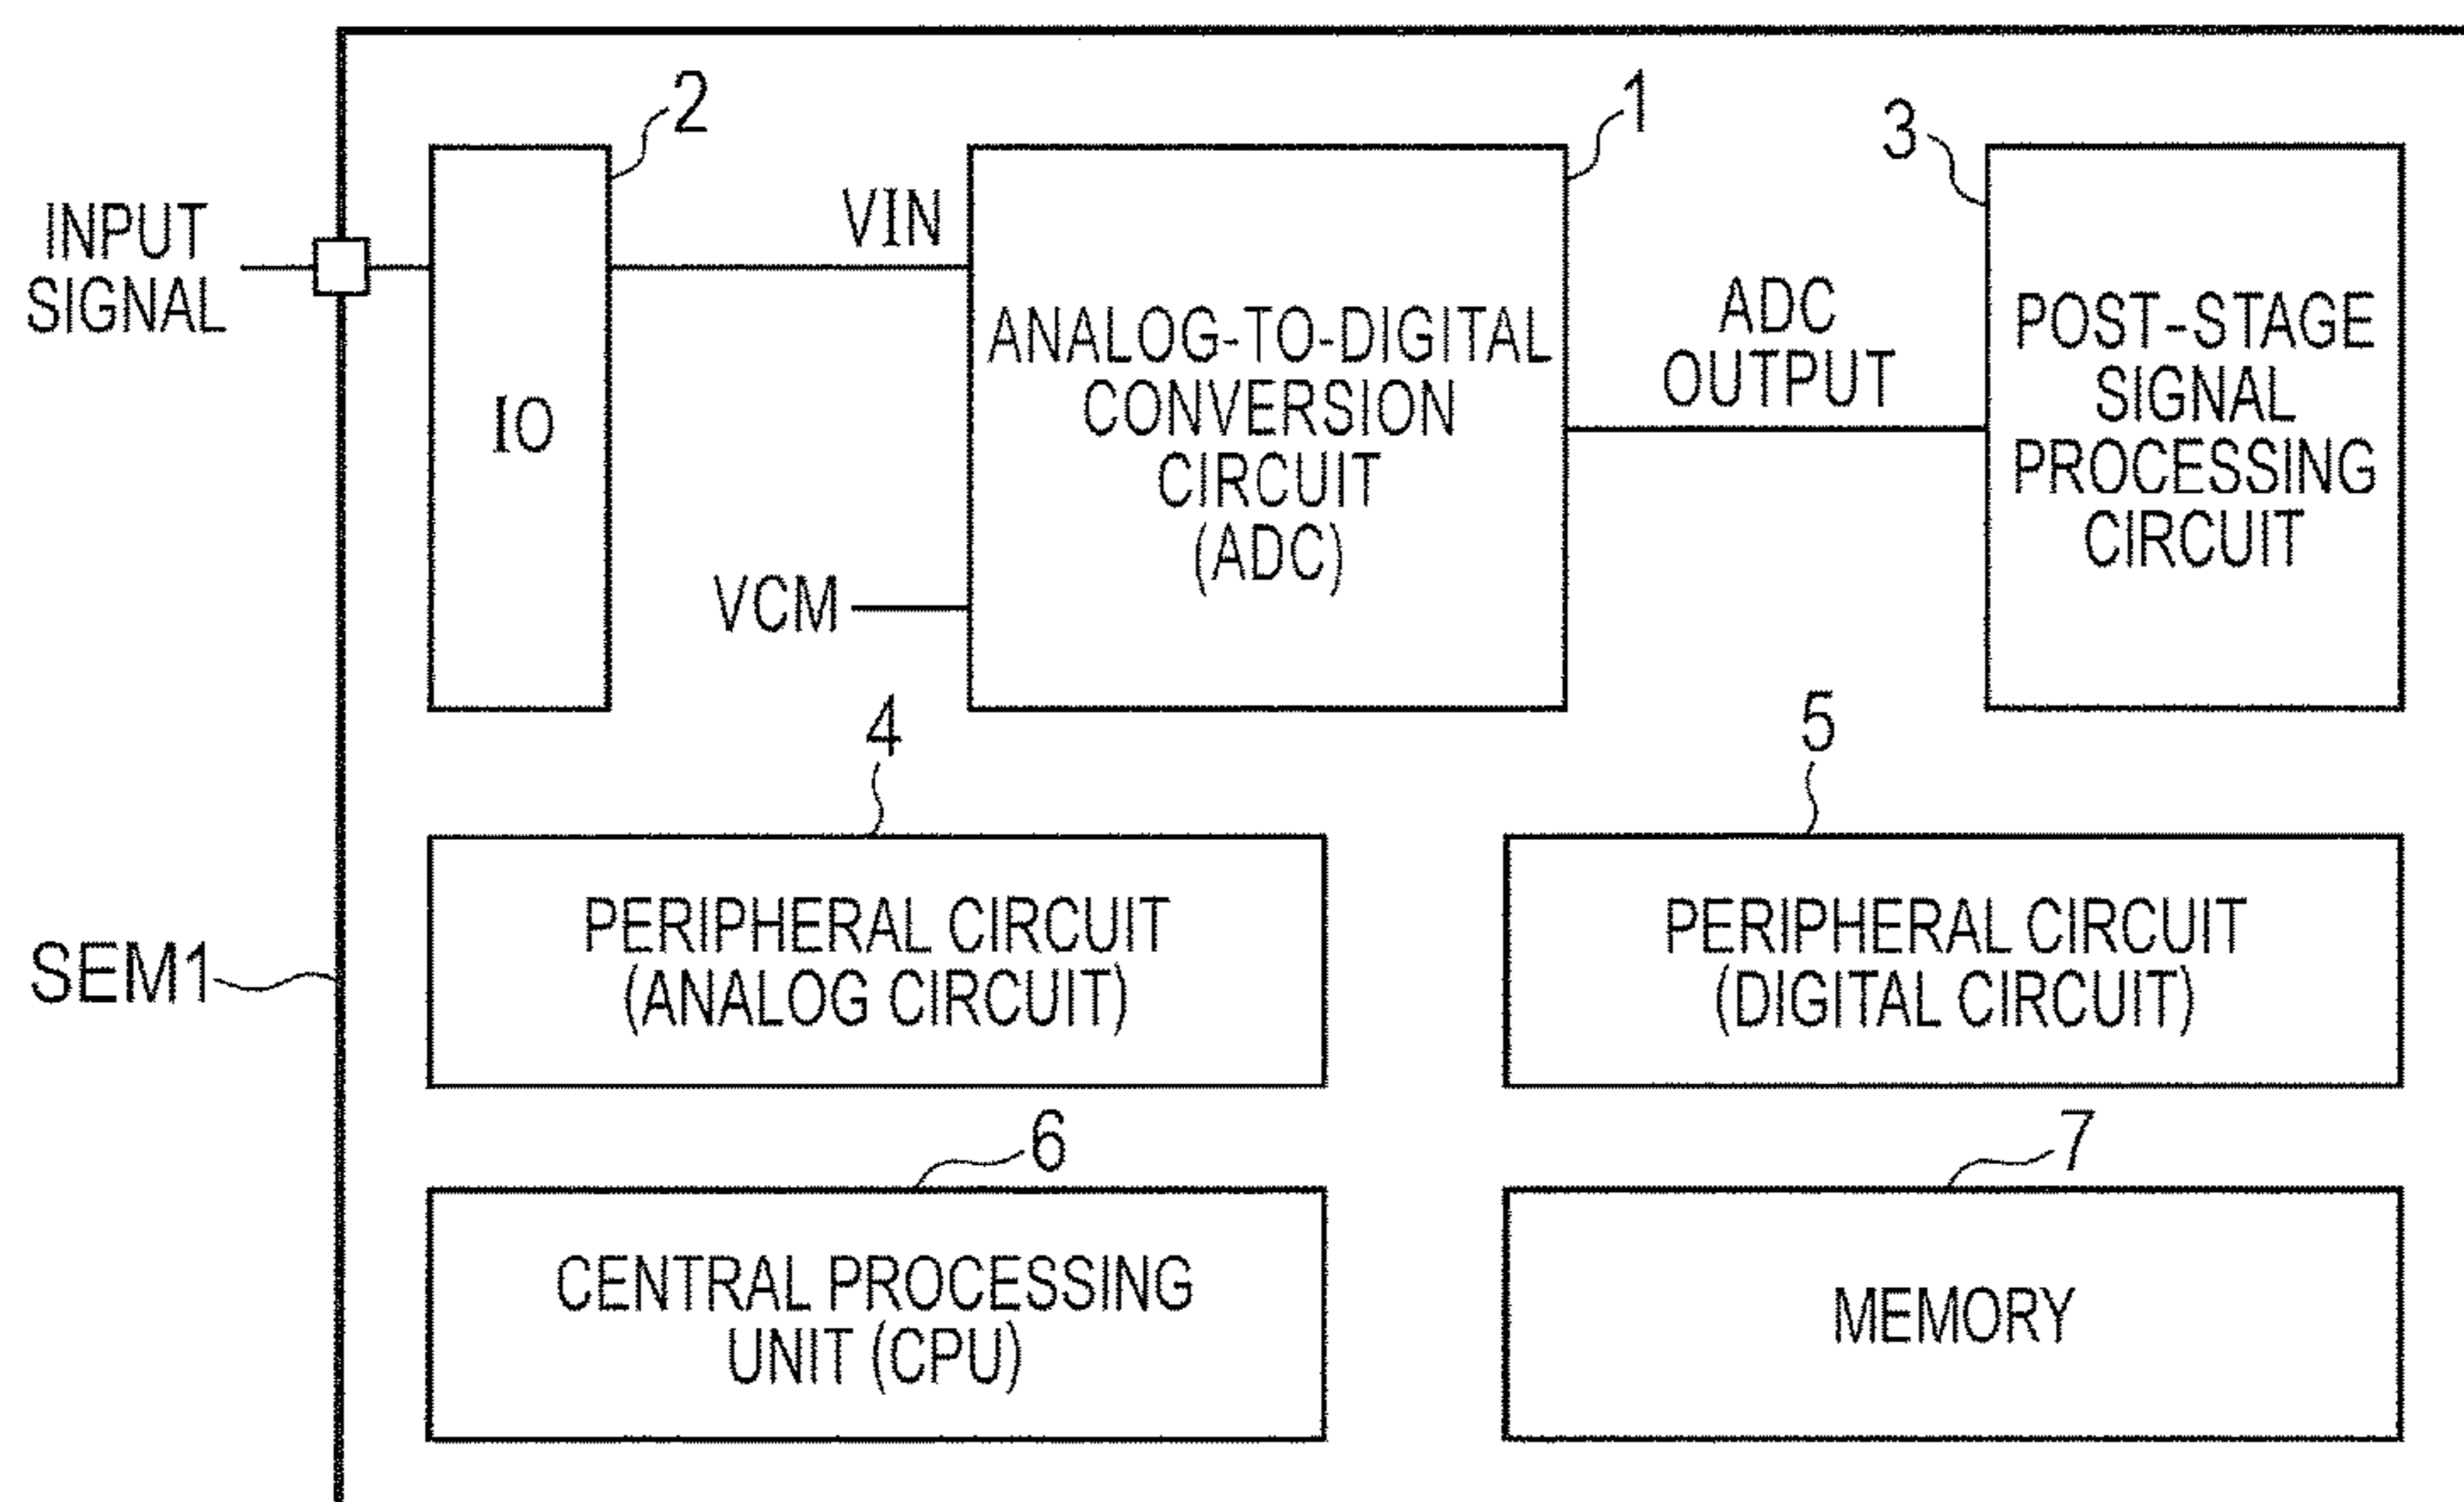 2
1
3
INPUT
SIGNAL
IO
VIN
ANALOG-TO-DIGITAL
CONVERSION
CIRCUIT
(ADC)
VCM
ADC
OUTPUT
POST-STAGE
SIGNAL
PROCESSING
CIRCUIT
4
5
PERIPHERAL CIRCUIT
(ANALOG CIRCUIT)
PERIPHERAL CIRCUIT
(DIGITAL CIRCUIT)
SEM1
6
7
CENTRAL PROCESSING
UNIT (CPU)
MEMORY